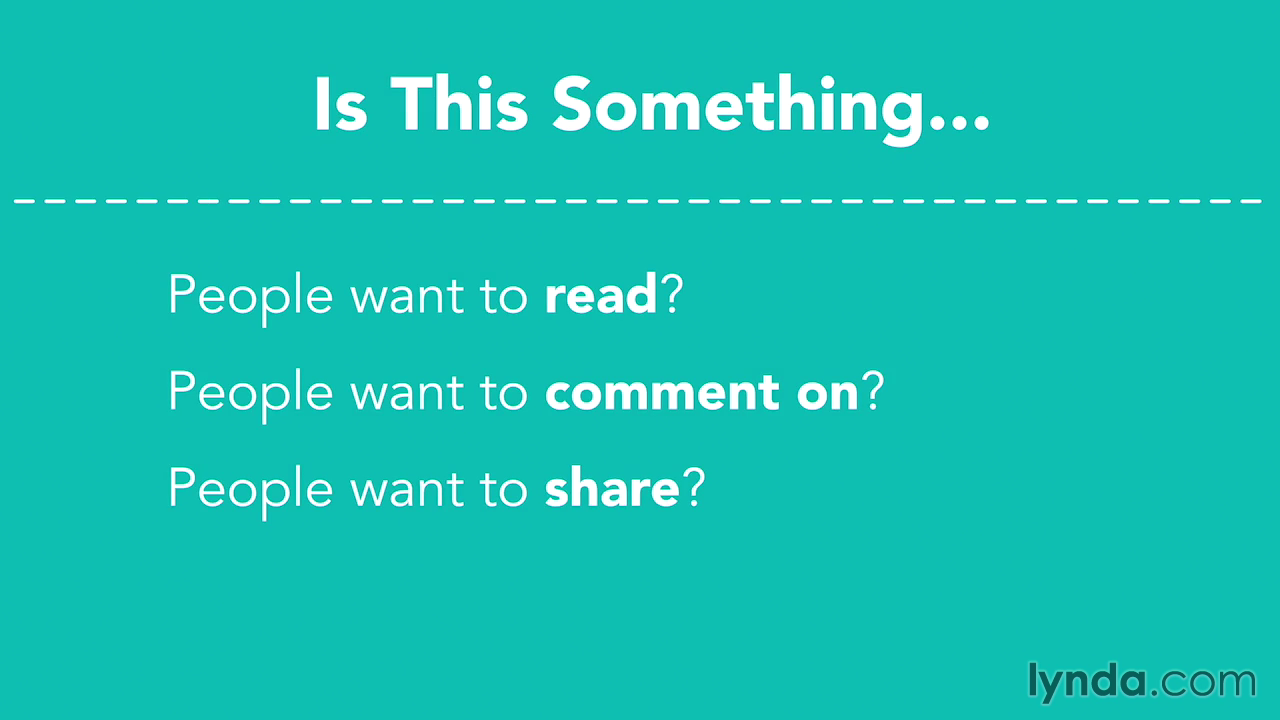 Is This Something...
People want to read?
People want to comment on?
People want to share?
lynda.com